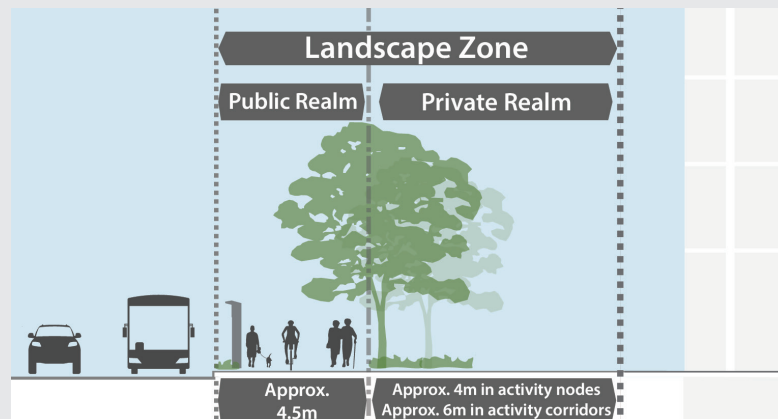 Landscape Zone
Public Realm
Private Realm
Approx.
4.5m
Approx. 4m in activity nodes
Approx. 6m in activity corridors